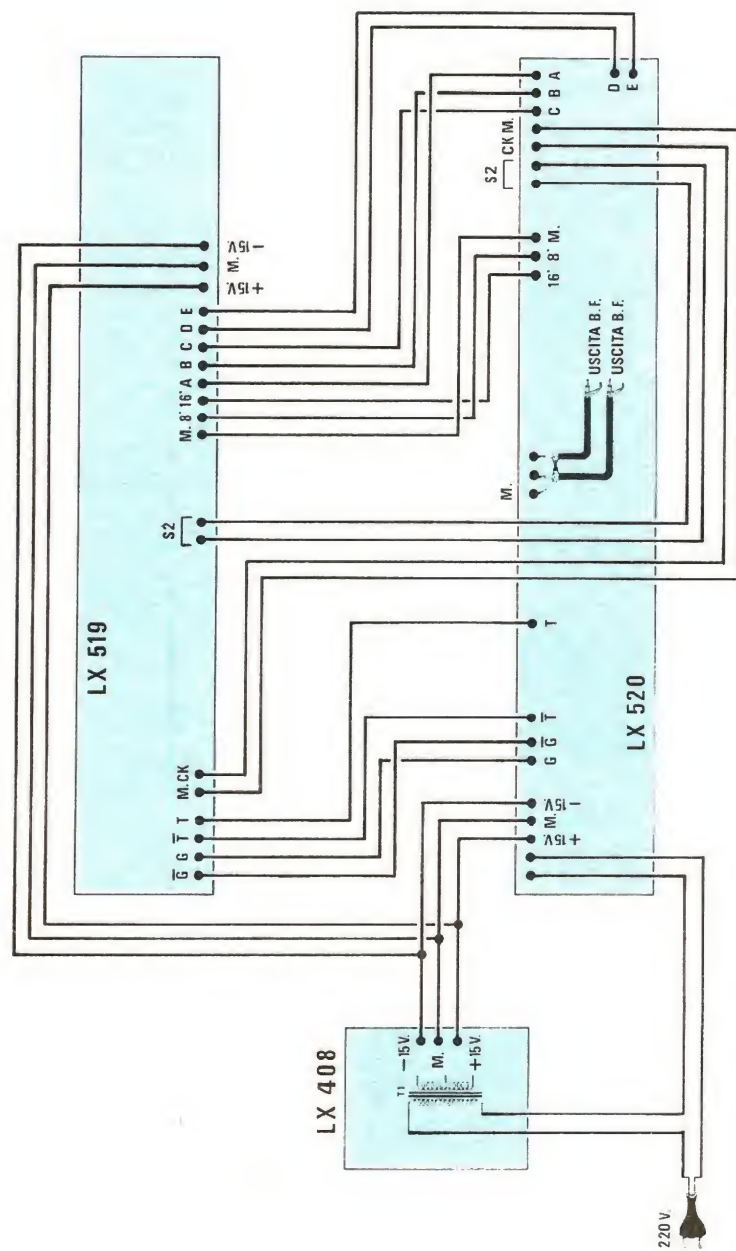 LX 519
−15V.
M.
+15V.
M. 8' 16' A B C D E
S2
G̅ G T̅ T M. CK
LX 408
−15V.
M.
+15V.
T1
220 V.
+15V.
M.
−15V.
G G̅ T̅ T
M.
USCITA B.F.
USCITA B.F.
16' 8' M.
S2
CK M. C B A
D
E
LX 520